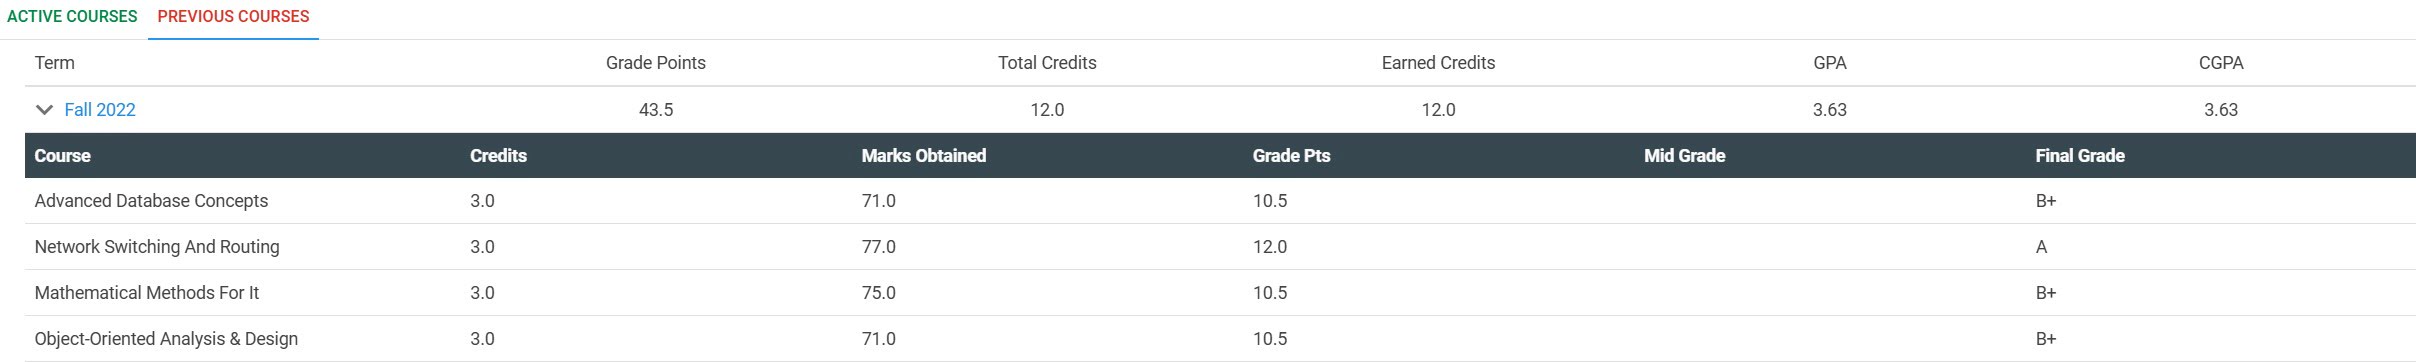 ACTIVE COURSES PREVIOUS COURSES
Term Grade Points Total Credits Earned Credits GPA CGPA
Fall 2022 43.5 12.0 12.0 3.63 3.63
Course Credits Marks Obtained Grade Pts Mid Grade Final Grade
Advanced Database Concepts 3.0 71.0 10.5 B+
Network Switching And Routing 3.0 77.0 12.0 A
Mathematical Methods For It 3.0 75.0 10.5 B+
Object-Oriented Analysis & Design 3.0 71.0 10.5 B+